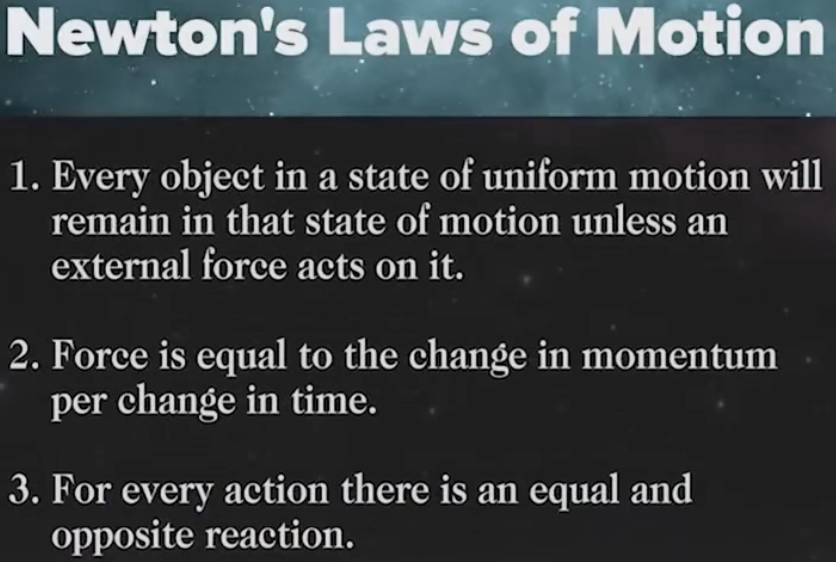 Newton's Laws of Motion
1. Every object in a state of uniform motion will
remain in that state of motion unless an
external force acts on it.
2. Force is equal to the change in momentum
per change in time.
3. For every action there is an equal and
opposite reaction.